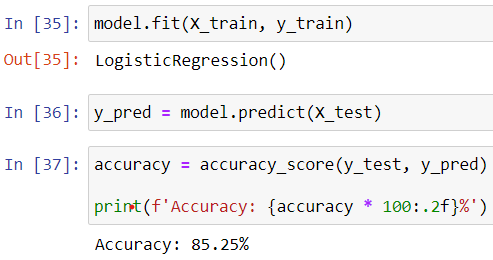 In [35]: model.fit(X_train, y_train)
Out[35]: LogisticRegression()
In [36]: y_pred = model.predict(X_test)
In [37]: accuracy = accuracy_score(y_test, y_pred)
print(f'Accuracy: {accuracy * 100:.2f}%')
Accuracy: 85.25%